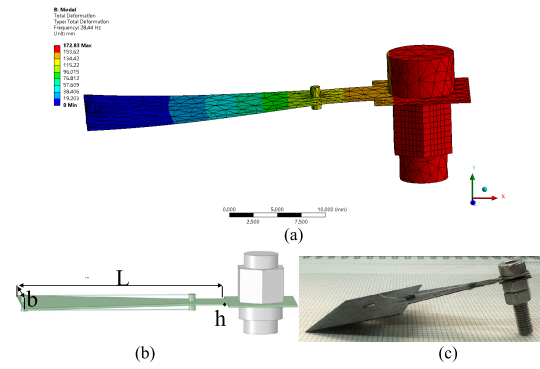 B: Modal
Total Deformation
Type: Total Deformation
Frequency: 28.44 Hz
Unit: mm
172.83 Max
153.62
134.42
115.22
96.015
76.812
57.609
38.406
19.203
0 Min
Y
X
0.000 5.000 10.000 (mm)
2.500 7.500
(a)
L
b
h
(b) (c)